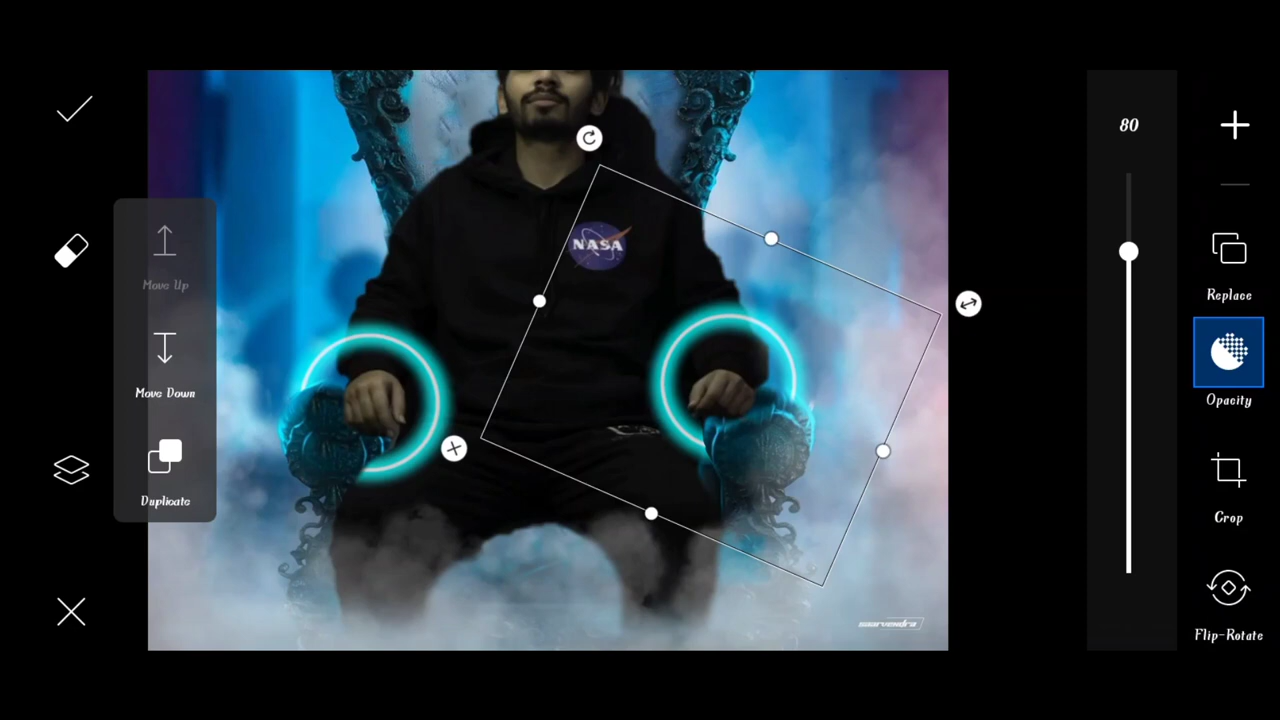 80
Move Up
NASA
Replace
Move Down
Opacity
Duplicate
Crop
Flip-Rotate